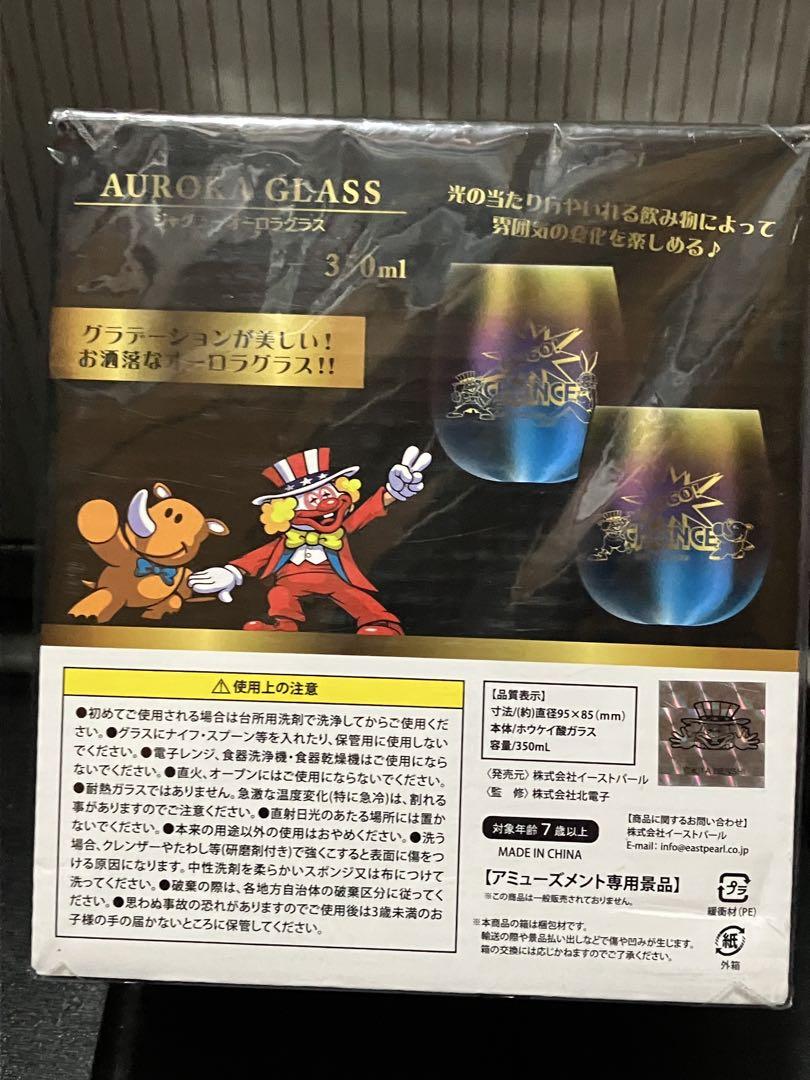 AURORA GLASS
ジャグラーオーロラグラス
350ml
光の当たり方やいれる飲み物によって
雰囲気の変化を楽しめる♪
グラデーションが美しい！
お洒落なオーロラグラス!!
GOGO!
CHANCE
GOGO!
CHANCE
⚠使用上の注意
●初めてご使用される場合は台所用洗剤で洗浄してからご使用くだ
さい。●グラスにナイフ・スプーン等を入れたり、保管用に使用しない
でください。●電子レンジ、食器洗浄機・食器乾燥機はご使用になら
ないでください。●直火、オーブンにはご使用にならないでください。
●耐熱ガラスではありません。急激な温度変化(特に急冷)は、割れる
事がありますのでご注意ください。●直射日光のあたる場所には置か
ないでください。●本来の用途以外の使用はおやめください。●洗う
場合、クレンザーやたわし等(研磨剤付き)で強くこすると表面に傷をつ
ける原因になります。中性洗剤を柔らかいスポンジ又は布につけて
洗ってください。●破棄の際は、各地方自治体の破棄区分に従ってく
ださい。●思わぬ事故の恐れがありますのでご使用後は3歳未満のお
子様の手の届かないところに保管してください。
【品質表示】
寸法/(約)直径95×85(mm)
本体/ホウケイ酸ガラス
容量/350mL
〈発売元〉株式会社イーストパール
〈監　修〉株式会社北電子
対象年齢7歳以上
MADE IN CHINA
【商品に関するお問い合わせ】
株式会社イーストパール
E-mail: info@eastpearl.co.jp
【アミューズメント専用景品】
※この商品は一般販売されておりません。
※本商品の箱は梱包材です。
輸送の際や景品払い出しなどで傷や凹みが生じます。
箱の交換には応じかねますのでご了承ください。
プラ
緩衝材(PE)
紙
外箱